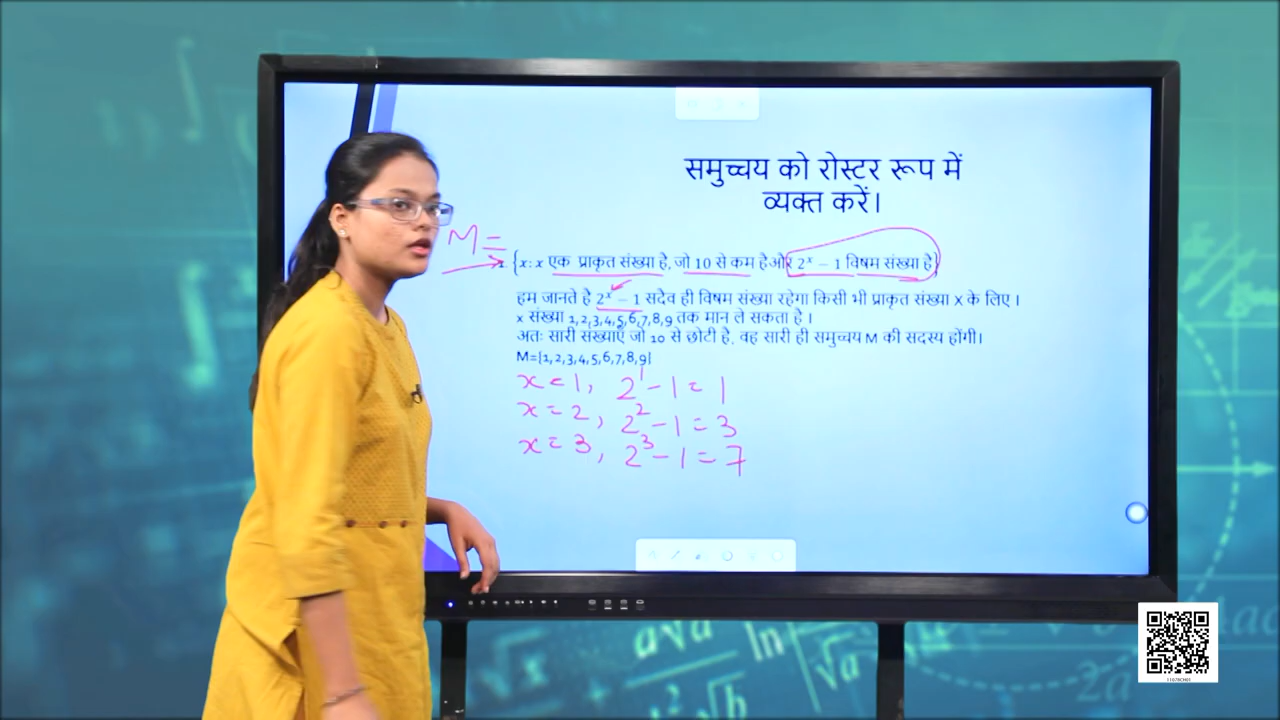 समुच्चय को रोस्टर रूप में
व्यक्त करें।
M =
{x: x एक प्राकृत संख्या है, जो 10 से कम है और 2ˣ – 1 विषम संख्या है}
हम जानते है 2ˣ – 1 सदैव ही विषम संख्या रहेगा किसी भी प्राकृत संख्या x के लिए ।
x संख्या 1,2,3,4,5,6,7,8,9 तक मान ले सकता है ।
अतः सारी संख्याएँ जो 10 से छोटी है, वह सारी ही समुच्चय M की सदस्य होंगी।
M={1,2,3,4,5,6,7,8,9}
x = 1, 2¹ - 1 = 1
x = 2, 2² - 1 = 3
x = 3, 2³ - 1 = 7
a√a
ln
√x
√a
√b
2a
11078CH01